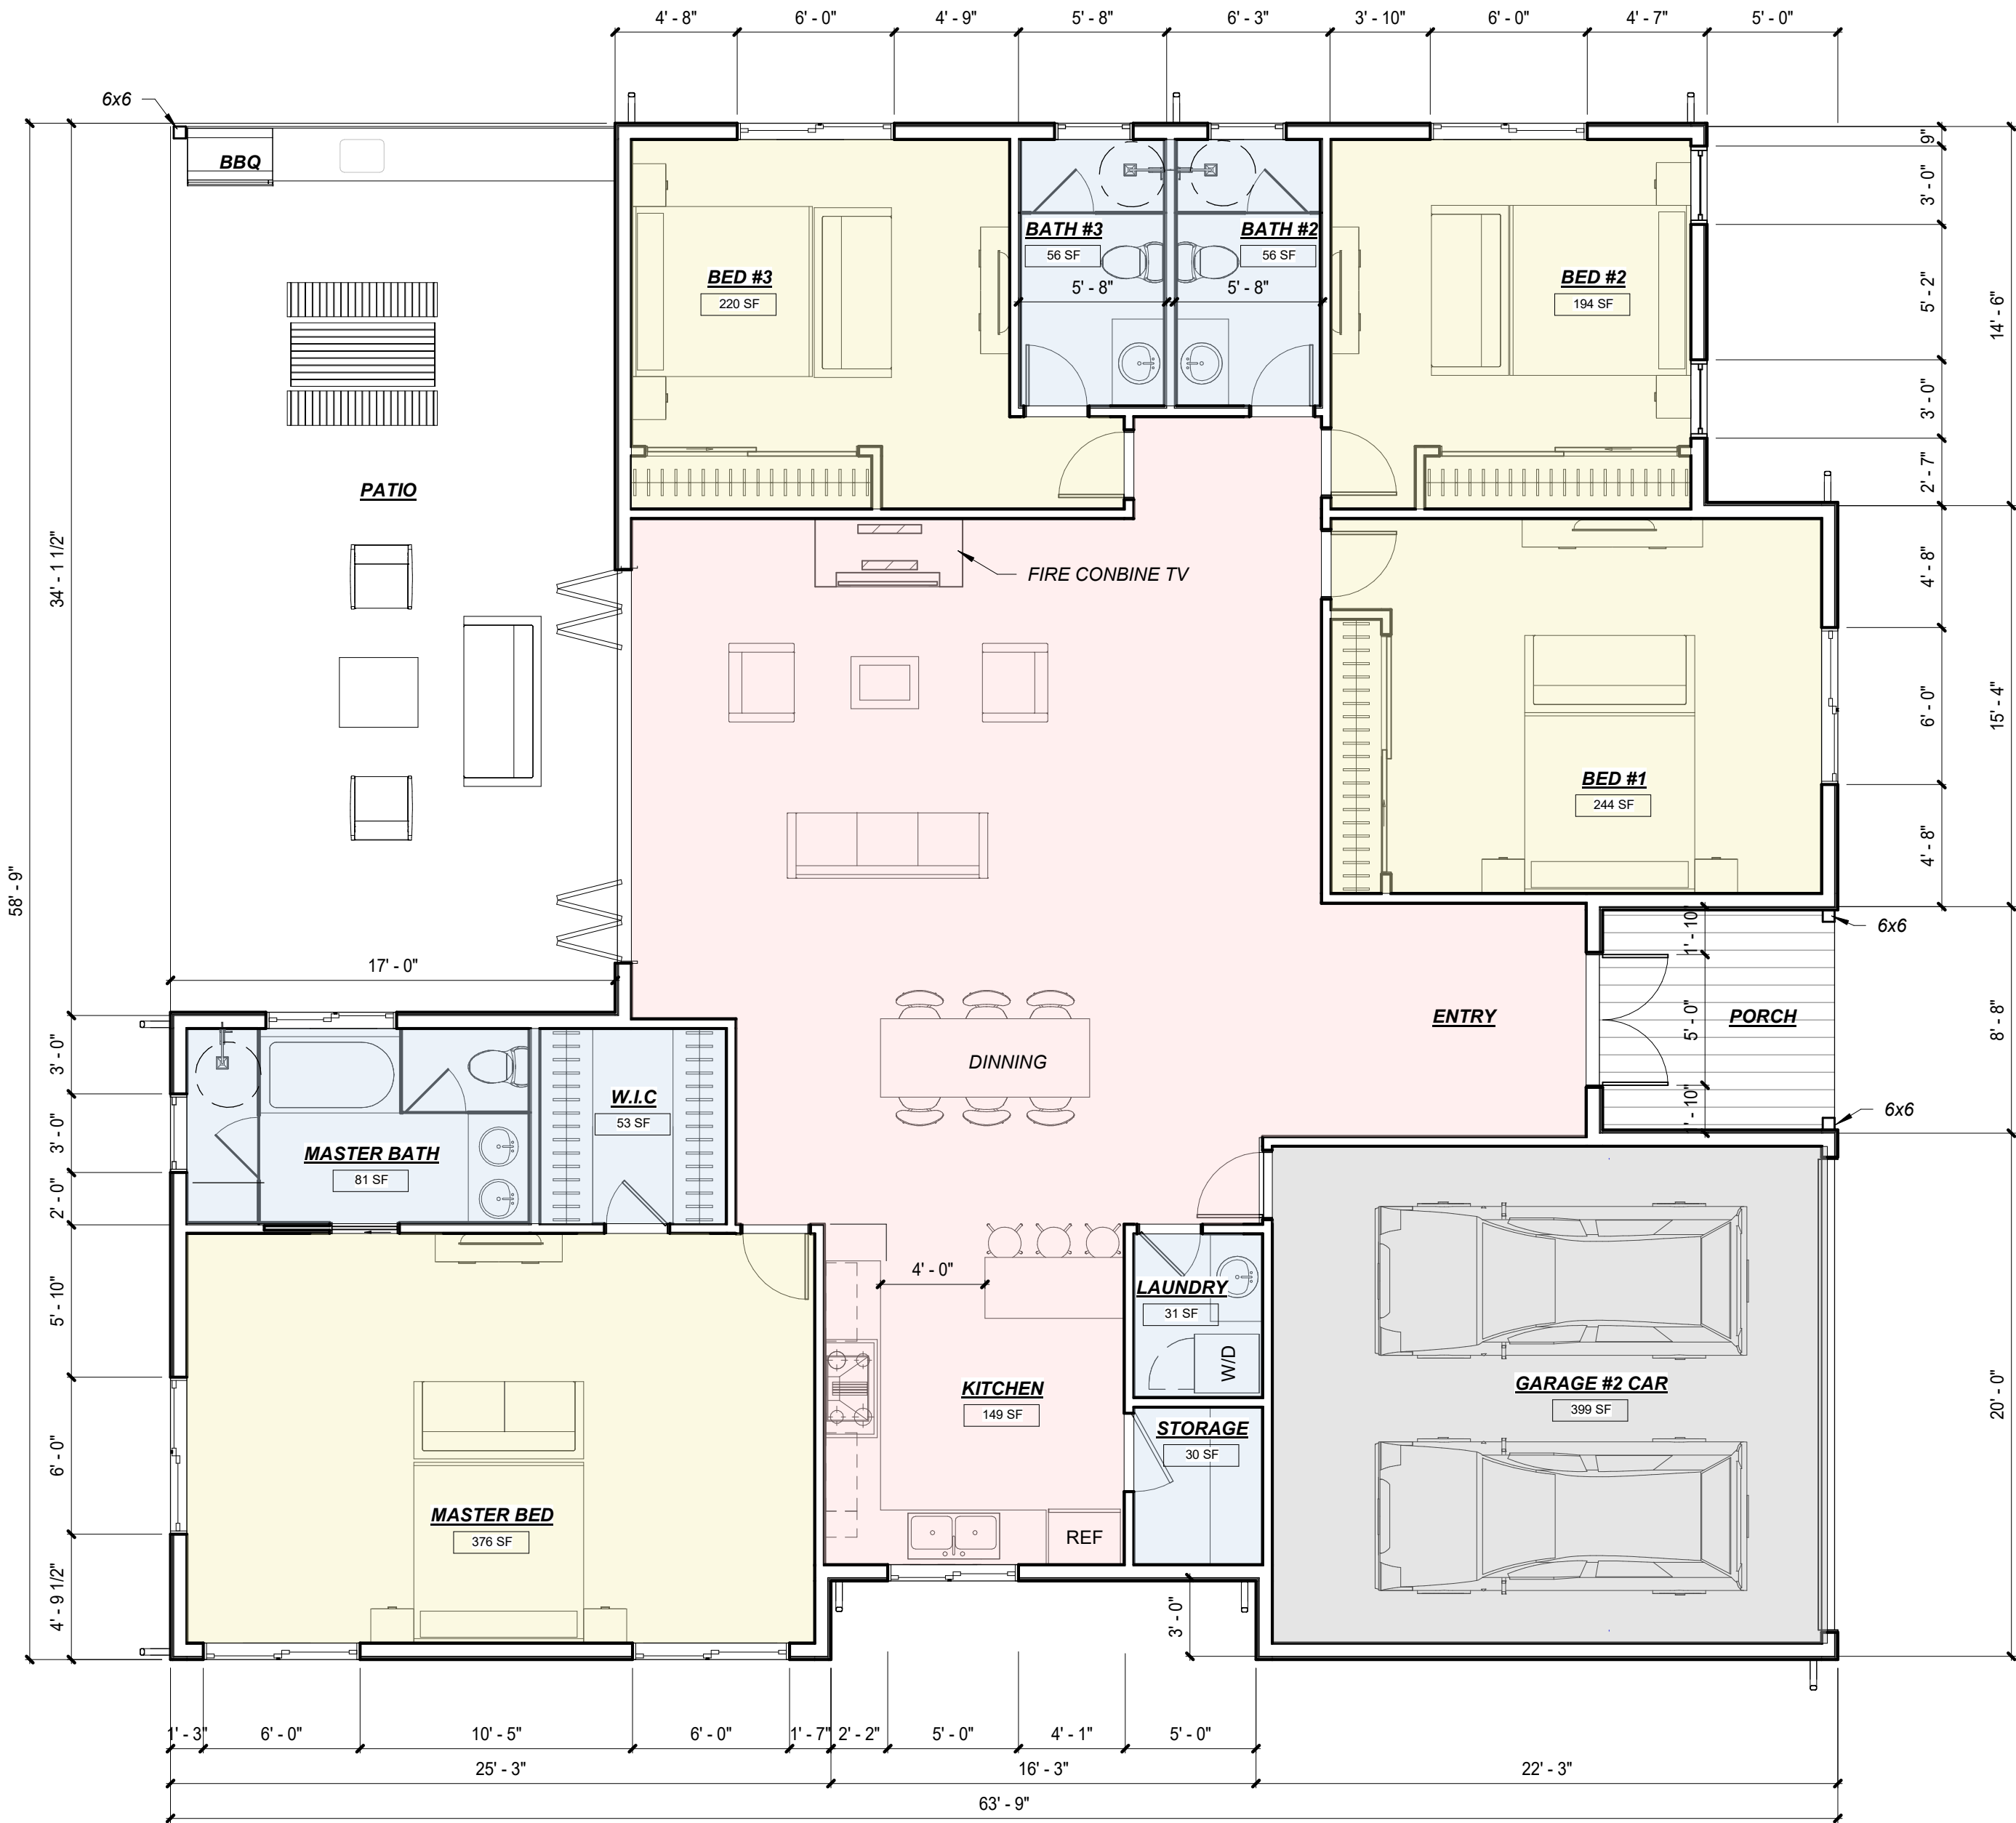 4' - 8" 6' - 0" 4' - 9" 5' - 8" 6' - 3" 3' - 10" 6' - 0" 4' - 7" 5' - 0"
6x6
BBQ
9"
3' - 0"
BATH #3
56 SF
BATH #2
56 SF
BED #3
220 SF
BED #2
194 SF
5' - 8" 5' - 8"
5' - 2"
14' - 6"
3' - 0"
2' - 7"
PATIO
34' - 1 1/2"
FIRE CONBINE TV
4' - 8"
6' - 0"
15' - 4"
BED #1
244 SF
4' - 8"
58' - 9"
1' - 10"
6x6
17' - 0"
ENTRY
5' - 0"
PORCH
8' - 8"
DINNING
3' - 0"
W.I.C
53 SF
' - 10"
6x6
3' - 0"
MASTER BATH
81 SF
2' - 0"
4' - 0"
LAUNDRY
31 SF
5' - 10"
W/D
KITCHEN
149 SF
GARAGE #2 CAR
399 SF
20' - 0"
STORAGE
30 SF
6' - 0"
MASTER BED
376 SF
REF
4' - 9 1/2"
3' - 0"
1' - 3" 6' - 0" 10' - 5" 6' - 0" 1' - 7" 2' - 2" 5' - 0" 4' - 1" 5' - 0"
25' - 3" 16' - 3" 22' - 3"
63' - 9"